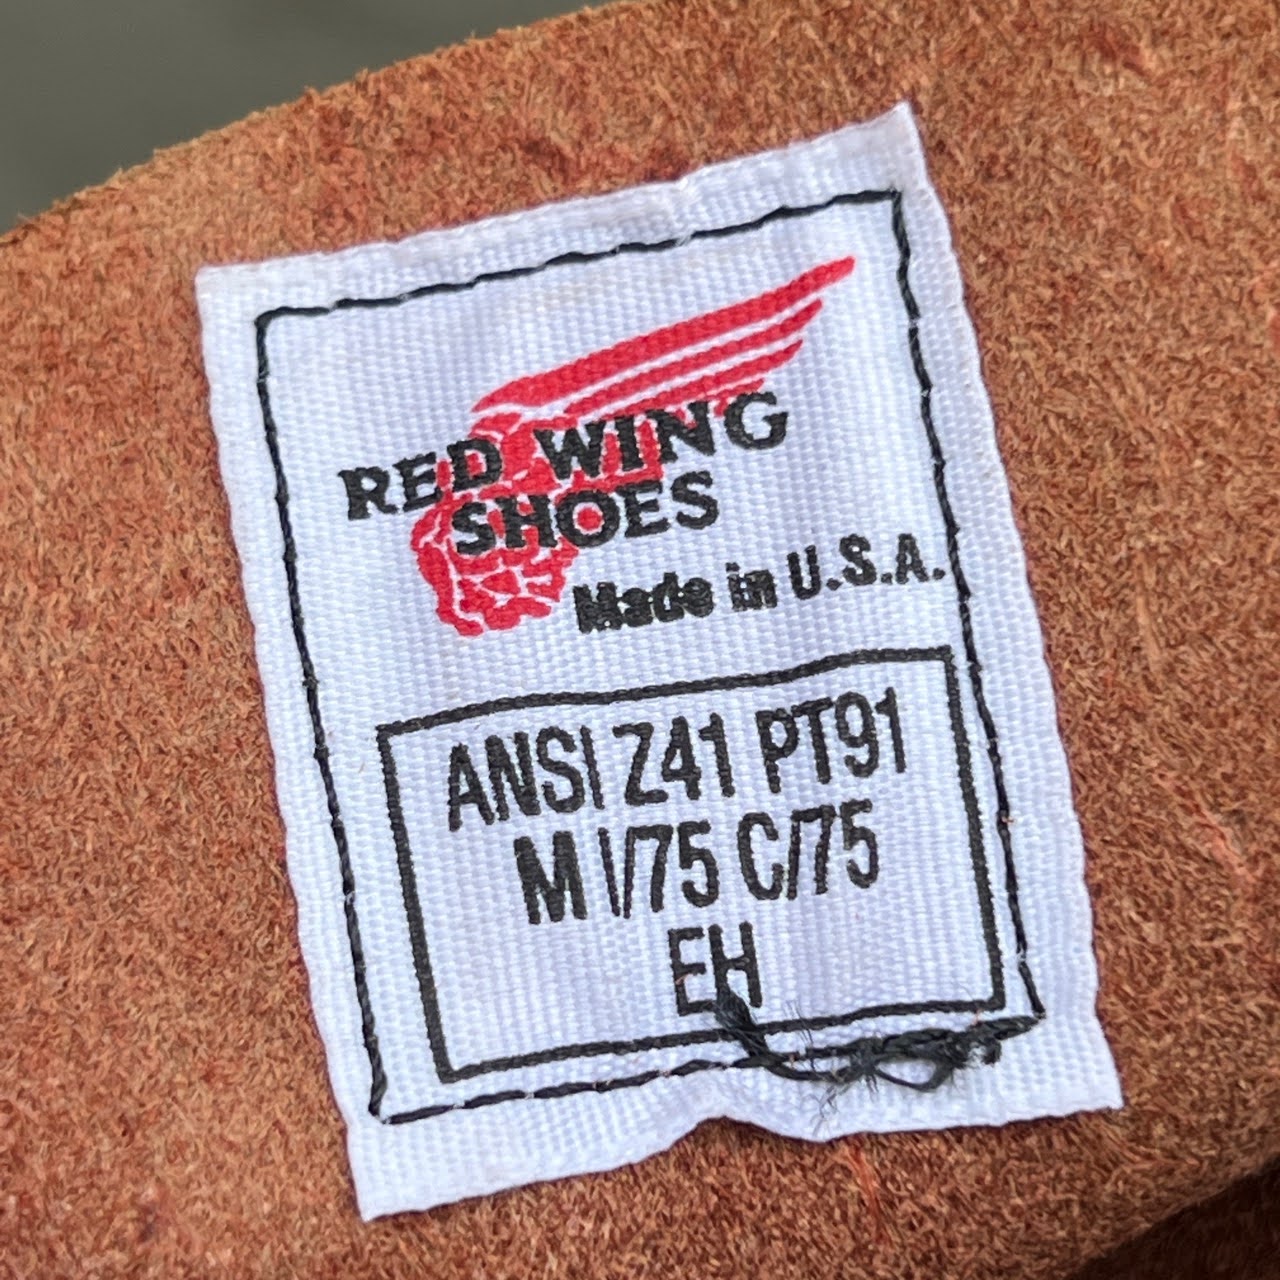 RED WING
SHOES
Made in U.S.A.
ANSI Z41 PT91
M I/75 C/75
EH